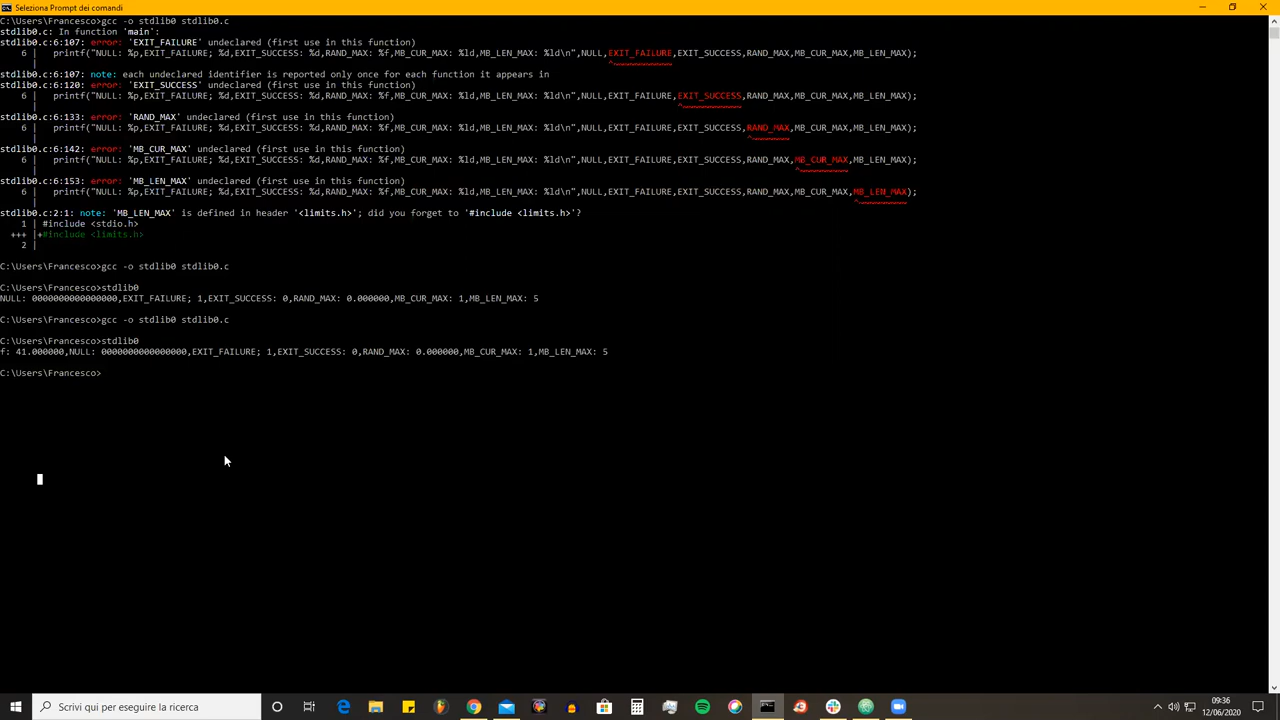 Seleziona Prompt dei comandi
C:\Users\Francesco>gcc -o stdlib0 stdlib0.c
stdlib0.c: In function 'main':
stdlib0.c:6:107: error: 'EXIT_FAILURE' undeclared (first use in this function)
6 |   printf("NULL: %p,EXIT_FAILURE; %d,EXIT_SUCCESS: %d,RAND_MAX: %f,MB_CUR_MAX: %ld,MB_LEN_MAX: %ld\n",NULL,EXIT_FAILURE,EXIT_SUCCESS,RAND_MAX,MB_CUR_MAX,MB_LEN_MAX);
|   ^~~~~~~~~~~~
stdlib0.c:6:107: note: each undeclared identifier is reported only once for each function it appears in
stdlib0.c:6:120: error: 'EXIT_SUCCESS' undeclared (first use in this function)
6 |   printf("NULL: %p,EXIT_FAILURE; %d,EXIT_SUCCESS: %d,RAND_MAX: %f,MB_CUR_MAX: %ld,MB_LEN_MAX: %ld\n",NULL,EXIT_FAILURE,EXIT_SUCCESS,RAND_MAX,MB_CUR_MAX,MB_LEN_MAX);
|   ^~~~~~~~~~~~
stdlib0.c:6:133: error: 'RAND_MAX' undeclared (first use in this function)
6 |   printf("NULL: %p,EXIT_FAILURE; %d,EXIT_SUCCESS: %d,RAND_MAX: %f,MB_CUR_MAX: %ld,MB_LEN_MAX: %ld\n",NULL,EXIT_FAILURE,EXIT_SUCCESS,RAND_MAX,MB_CUR_MAX,MB_LEN_MAX);
|   ^~~~~~~~
stdlib0.c:6:142: error: 'MB_CUR_MAX' undeclared (first use in this function)
6 |   printf("NULL: %p,EXIT_FAILURE; %d,EXIT_SUCCESS: %d,RAND_MAX: %f,MB_CUR_MAX: %ld,MB_LEN_MAX: %ld\n",NULL,EXIT_FAILURE,EXIT_SUCCESS,RAND_MAX,MB_CUR_MAX,MB_LEN_MAX);
|   ^~~~~~~~~~
stdlib0.c:6:153: error: 'MB_LEN_MAX' undeclared (first use in this function)
6 |   printf("NULL: %p,EXIT_FAILURE; %d,EXIT_SUCCESS: %d,RAND_MAX: %f,MB_CUR_MAX: %ld,MB_LEN_MAX: %ld\n",NULL,EXIT_FAILURE,EXIT_SUCCESS,RAND_MAX,MB_CUR_MAX,MB_LEN_MAX);
|   ^~~~~~~~~~
stdlib0.c:2:1: note: 'MB_LEN_MAX' is defined in header '<limits.h>'; did you forget to '#include <limits.h>'?
1 | #include <stdio.h>
+++ |+#include <limits.h>
2 |
C:\Users\Francesco>gcc -o stdlib0 stdlib0.c
C:\Users\Francesco>stdlib0
NULL: 0000000000000000,EXIT_FAILURE; 1,EXIT_SUCCESS: 0,RAND_MAX: 0.000000,MB_CUR_MAX: 1,MB_LEN_MAX: 5
C:\Users\Francesco>gcc -o stdlib0 stdlib0.c
C:\Users\Francesco>stdlib0
f: 41.000000,NULL: 0000000000000000,EXIT_FAILURE; 1,EXIT_SUCCESS: 0,RAND_MAX: 0.000000,MB_CUR_MAX: 1,MB_LEN_MAX: 5
C:\Users\Francesco>
Scrivi qui per eseguire la ricerca
09:36
12/06/2020